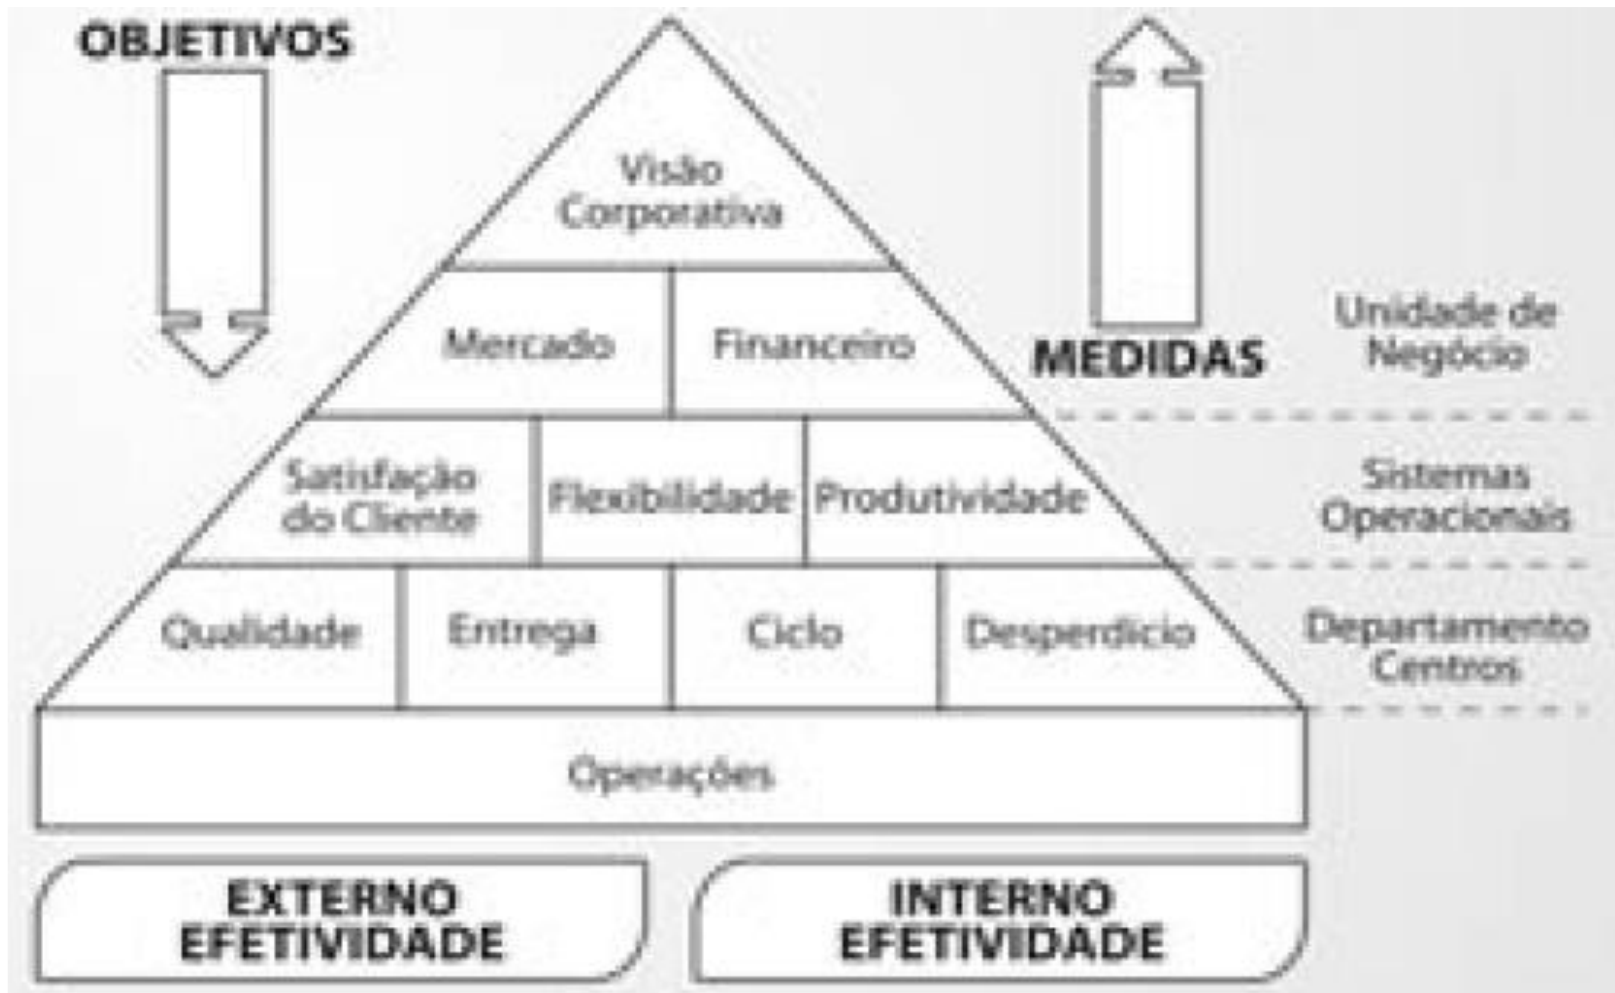 OBJETIVOS
Visão
Corporativa
Mercado
Financeiro
MEDIDAS
Unidade de
Negócio
Satisfação
do Cliente
Flexibilidade
Produtividade
Sistemas
Operacionais
Qualidade
Entrega
Ciclo
Desperdício
Departamento
Centros
Operações
EXTERNO
EFETIVIDADE
INTERNO
EFETIVIDADE